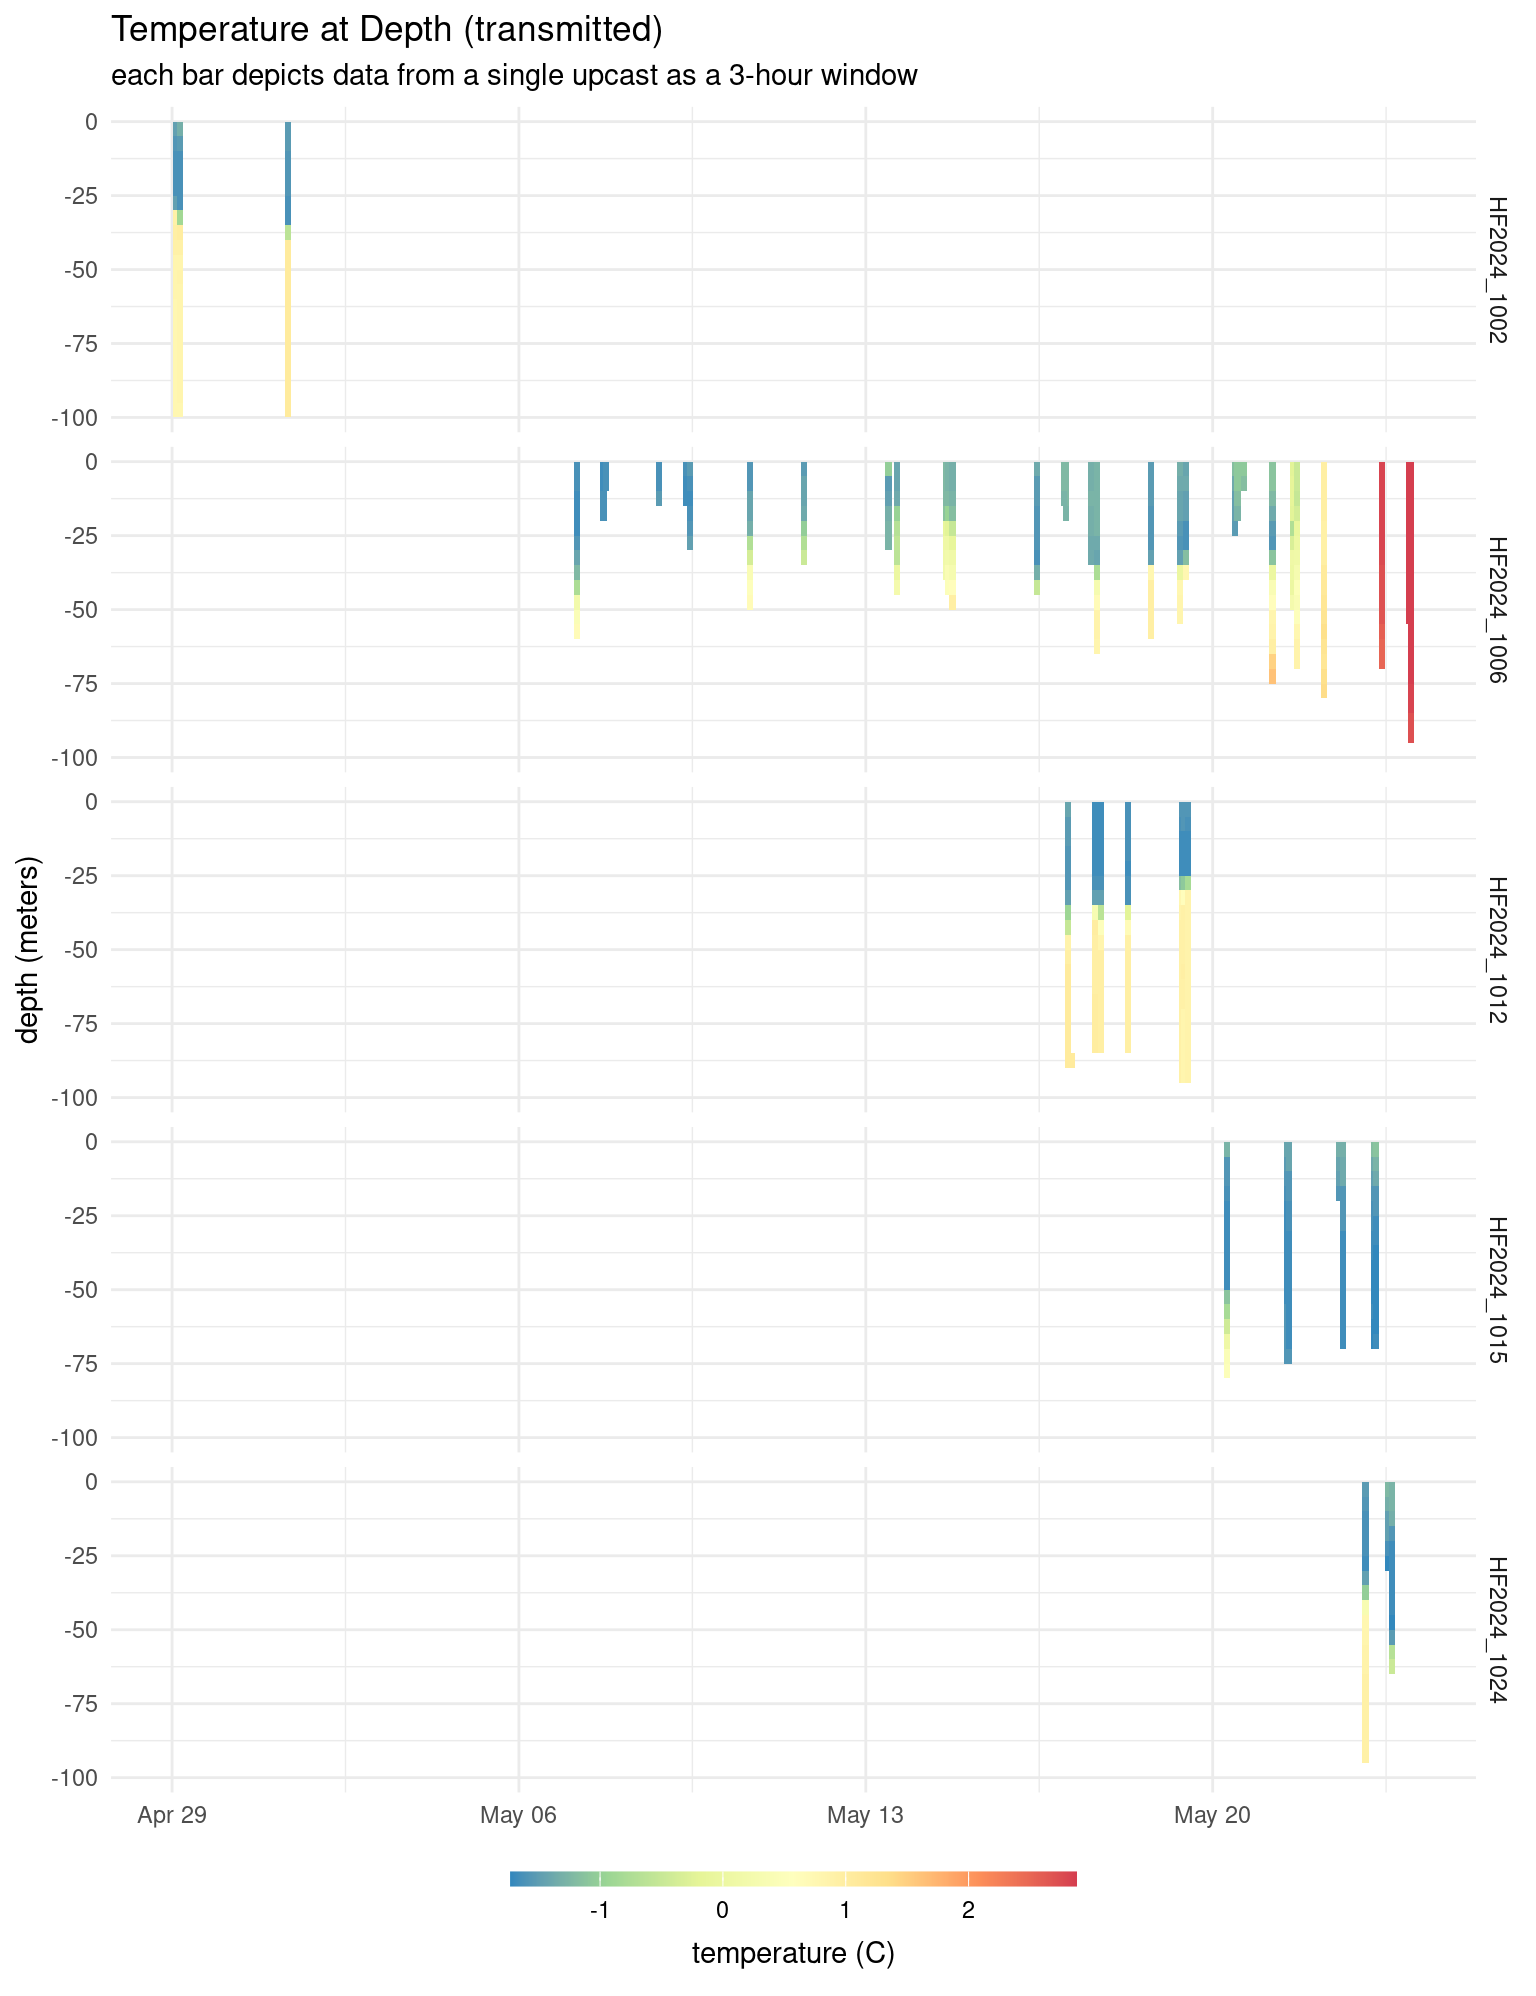 Temperature at Depth (transmitted)
each bar depicts data from a single upcast as a 3-hour window
depth (meters)
0
-25
-50
-75
-100
HF2024_1002
0
-25
-50
-75
-100
HF2024_1006
0
-25
-50
-75
-100
HF2024_1012
0
-25
-50
-75
-100
HF2024_1015
0
-25
-50
-75
-100
HF2024_1024
Apr 29 May 06 May 13 May 20
-1 0 1 2
temperature (C)